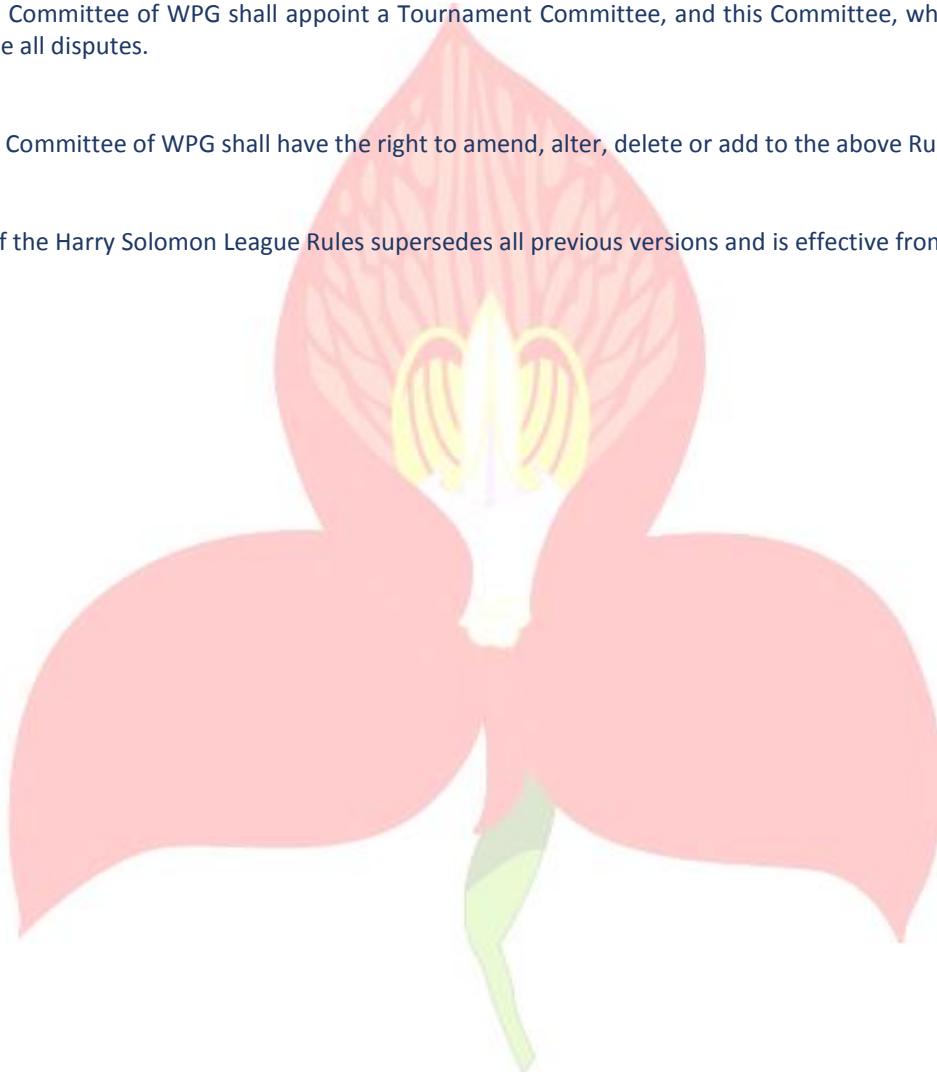 Committee of WPG shall appoint a Tournament Committee, and this Committee, wh
e all disputes.
Committee of WPG shall have the right to amend, alter, delete or add to the above Ru
f the Harry Solomon League Rules supersedes all previous versions and is effective from